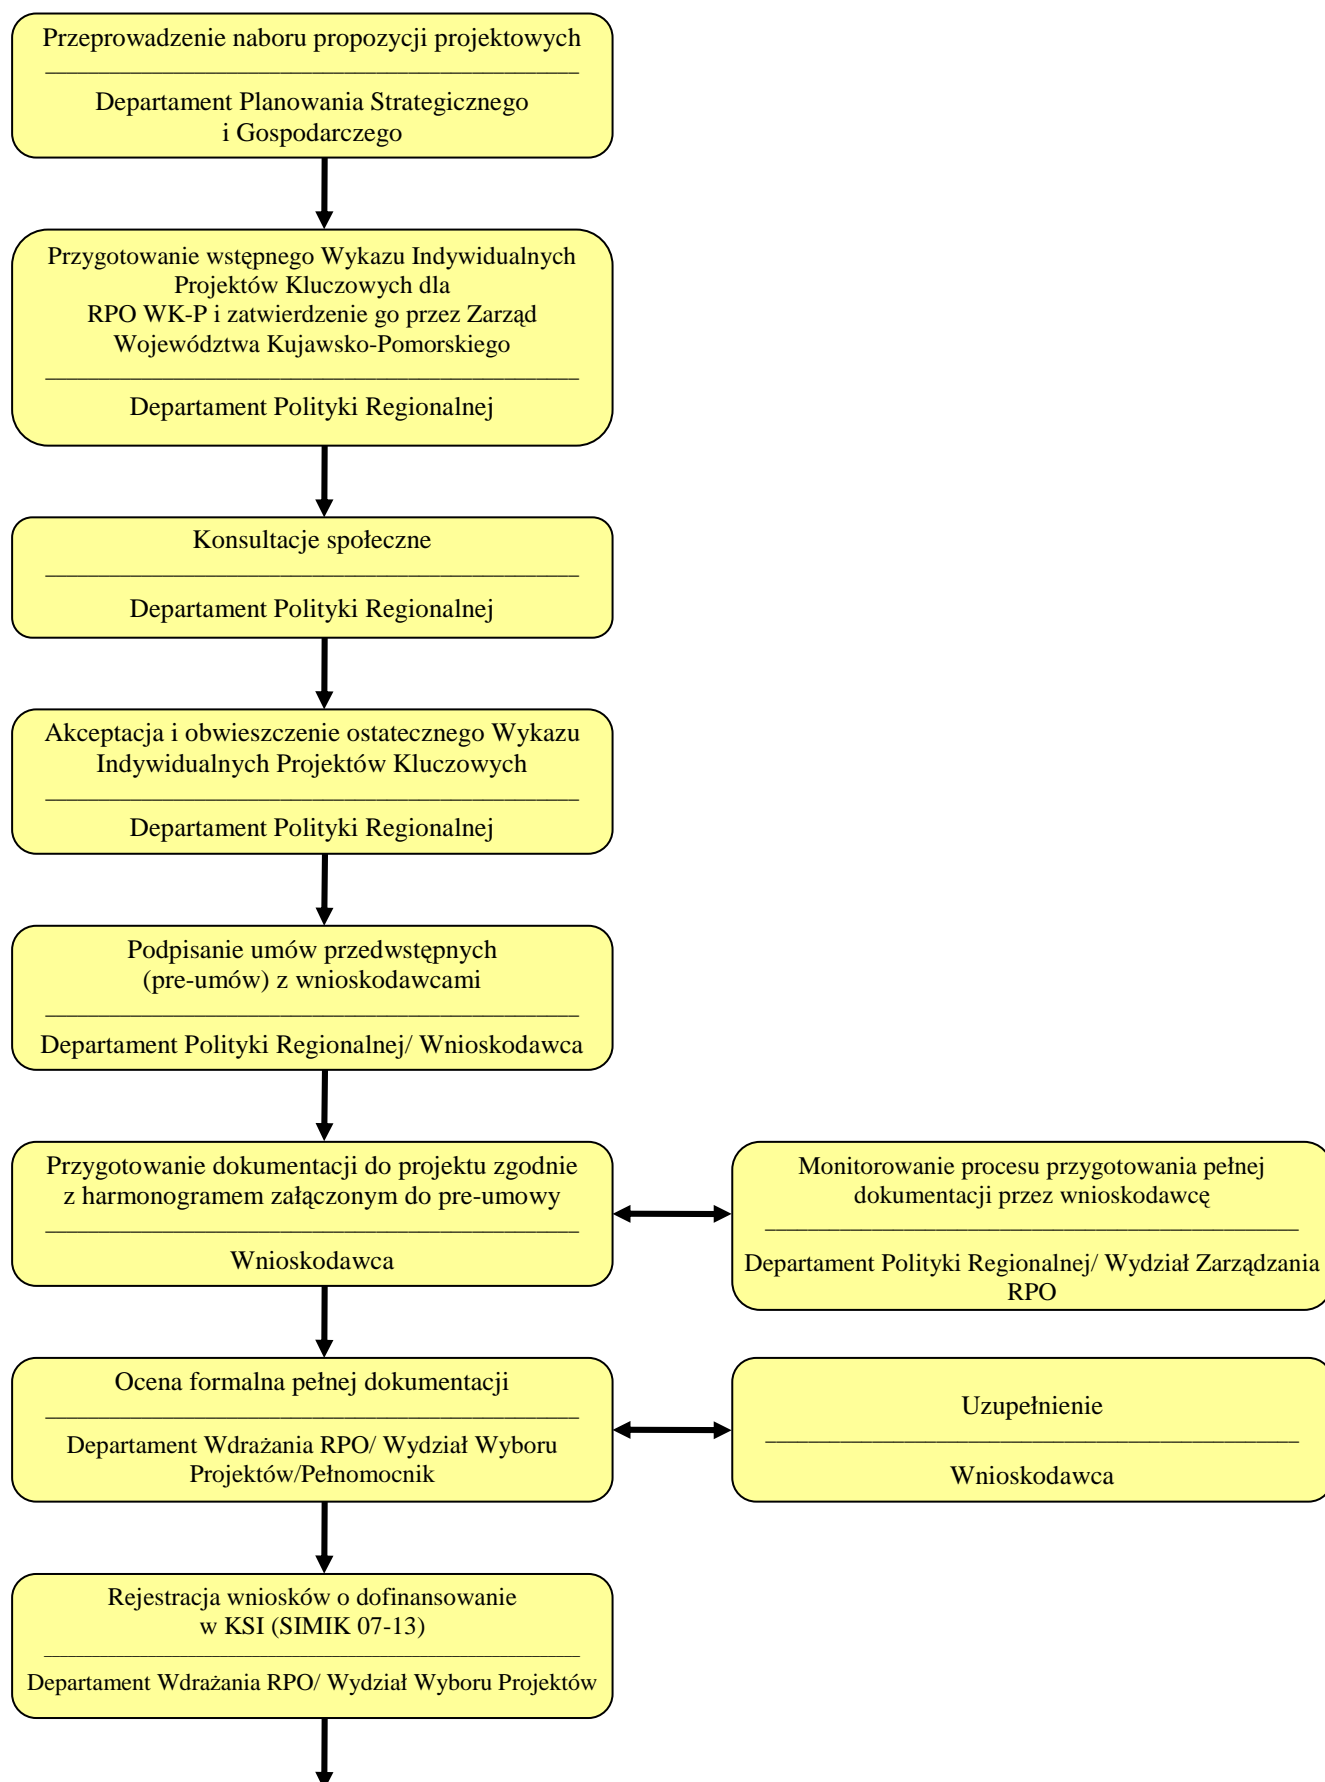 Przeprowadzenie naboru propozycji projektowych
Departament Planowania Strategicznego
i Gospodarczego
Przygotowanie wstępnego Wykazu Indywidualnych
Projektów Kluczowych dla
RPO WK-P i zatwierdzenie go przez Zarząd
Województwa Kujawsko-Pomorskiego
Departament Polityki Regionalnej
Konsultacje społeczne
Departament Polityki Regionalnej
Akceptacja i obwieszczenie ostatecznego Wykazu
Indywidualnych Projektów Kluczowych
Departament Polityki Regionalnej
Podpisanie umów przedwstępnych
(pre-umów) z wnioskodawcami
Departament Polityki Regionalnej/ Wnioskodawca
Przygotowanie dokumentacji do projektu zgodnie
z harmonogramem załączonym do pre-umowy
Wnioskodawca
Monitorowanie procesu przygotowania pełnej
dokumentacji przez wnioskodawcę
Departament Polityki Regionalnej/ Wydział Zarządzania
RPO
Ocena formalna pełnej dokumentacji
Departament Wdrażania RPO/ Wydział Wyboru
Projektów/Pełnomocnik
Uzupełnienie
Wnioskodawca
Rejestracja wniosków o dofinansowanie
w KSI (SIMIK 07-13)
Departament Wdrażania RPO/ Wydział Wyboru Projektów